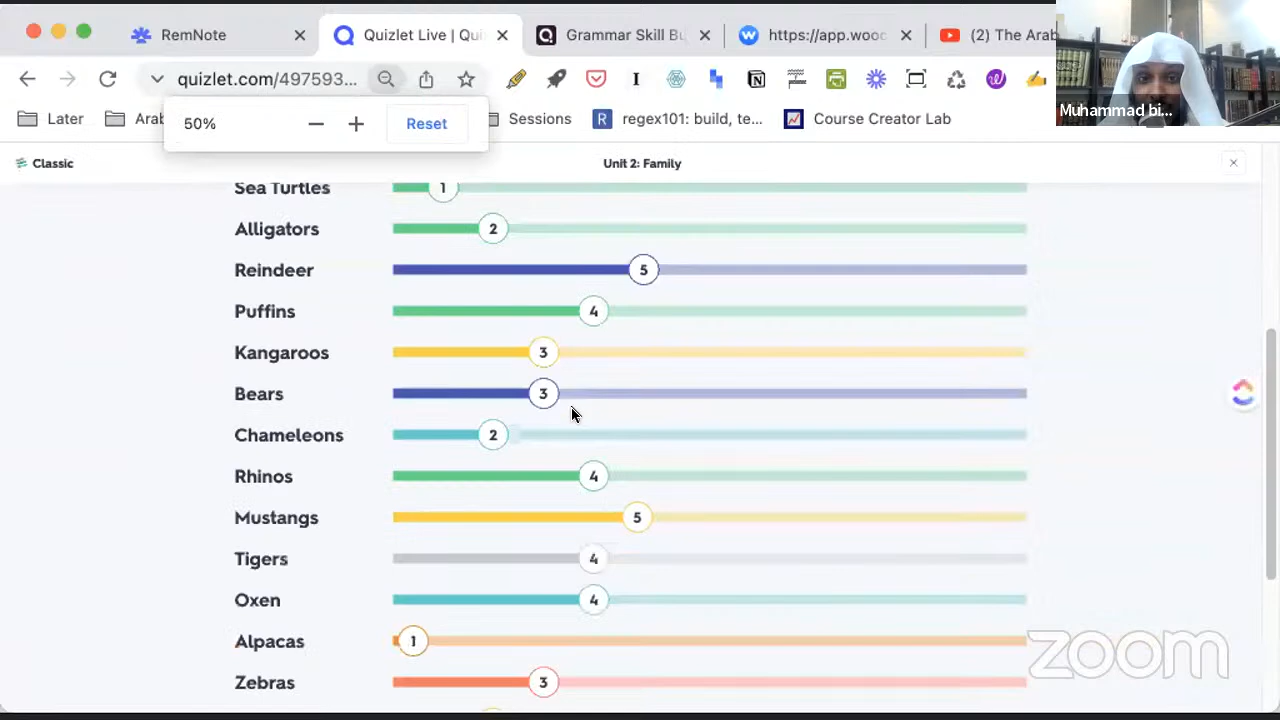 RemNote
Quizlet Live | Qui
Grammar Skill Bu
https://app.wooc
(2) The Arab
quizlet.com/497593...
Later
Arab
Sessions
regex101: build, te...
Course Creator Lab
50%
Reset
Muhammad bi...
Classic
Unit 2: Family
Sea Turtles 1
Alligators 2
Reindeer 5
Puffins 4
Kangaroos 3
Bears 3
Chameleons 2
Rhinos 4
Mustangs 5
Tigers 4
Oxen 4
Alpacas 1
Zebras 3
zoom